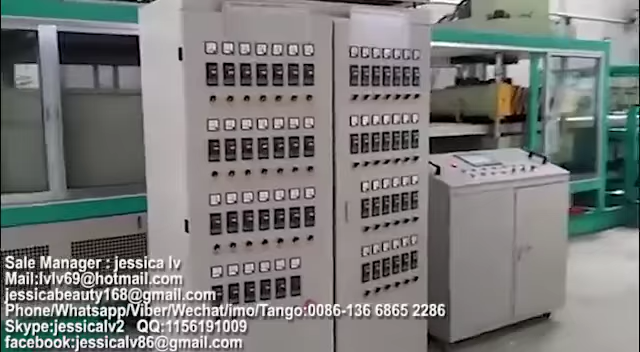 Sale Manager : jessica lv
Mail:lvlv69@hotmail.com
jessicabeauty168@gmail.com
Phone/Whatsapp/Viber/Wechat/imo/Tango:0086-136 6865 2286
Skype:jessicalv2 QQ:1156191009
facebook:jessicalv86@gmail.com